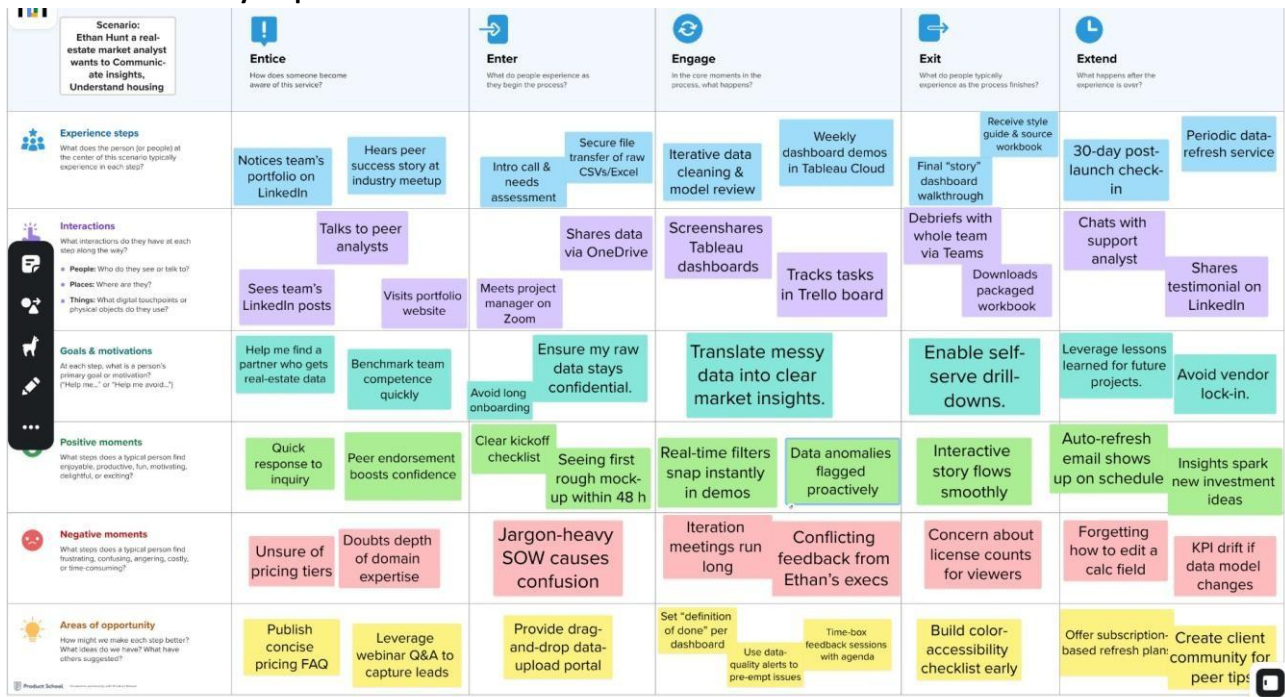 Scenario:
Ethan Hunt a real-
estate market analyst
wants to Communic-
ate insights,
Understand housing
Entice
How does someone become
aware of this service?
Enter
What do people experience as
they begin the process?
Engage
In the core moments in the
process, what happens?
Exit
What do people typically
experience as the process finishes?
Extend
What happens after the
experience is over?
Experience steps
What does the person (or people) at
the center of this scenario typically
experience in each step?
Notices team's
portfolio on
LinkedIn
Hears peer
success story at
industry meetup
Intro call &
needs
assessment
Secure file
transfer of raw
CSVs/Excel
Iterative data
cleaning &
model review
Weekly
dashboard demos
in Tableau Cloud
Final "story"
dashboard
walkthrough
Receive style
guide & source
workbook
30-day post-
launch check-
in
Periodic data-
refresh service
Interactions
What interactions do they have at each
step along the way?
People: Who do they see or talk to?
Places: Where are they?
Things: What digital touchpoints or
physical objects do they use?
Talks to peer
analysts
Sees team's
LinkedIn posts
Visits portfolio
website
Shares data
via OneDrive
Meets project
manager on
Zoom
Screenshares
Tableau
dashboards
Tracks tasks
in Trello board
Debriefs with
whole team
via Teams
Downloads
packaged
workbook
Chats with
support
analyst
Shares
testimonial on
LinkedIn
Goals & motivations
At each step, what is a person's
primary goal or motivation?
("Help me..." or "Help me avoid...")
Help me find a
partner who gets
real-estate data
Benchmark team
competence
quickly
Avoid long
onboarding
Ensure my raw
data stays
confidential.
Translate messy
data into clear
market insights.
Enable self-
serve drill-
downs.
Leverage lessons
learned for future
projects.
Avoid vendor
lock-in.
Positive moments
What steps does a typical person find
enjoyable, productive, fun, motivating,
delightful, or exciting?
Quick
response to
inquiry
Peer endorsement
boosts confidence
Clear kickoff
checklist
Seeing first
rough mock-
up within 48 h
Real-time filters
snap instantly
in demos
Data anomalies
flagged
proactively
Interactive
story flows
smoothly
Auto-refresh
email shows
up on schedule
Insights spark
new investment
ideas
Negative moments
What steps does a typical person find
frustrating, confusing, angering, costly,
or time-consuming?
Unsure of
pricing tiers
Doubts depth
of domain
expertise
Jargon-heavy
SOW causes
confusion
Iteration
meetings run
long
Conflicting
feedback from
Ethan's execs
Concern about
license counts
for viewers
Forgetting
how to edit a
calc field
KPI drift if
data model
changes
Areas of opportunity
How might we make each step better?
What ideas do we have? What have
others suggested?
Publish
concise
pricing FAQ
Leverage
webinar Q&A to
capture leads
Provide drag-
and-drop data-
upload portal
Set "definition
of done" per
dashboard
Use data-
quality alerts to
pre-empt issues
Time-box
feedback sessions
with agenda
Build color-
accessibility
checklist early
Offer subscription-
based refresh plan
Create client
community for
peer tips
Product School